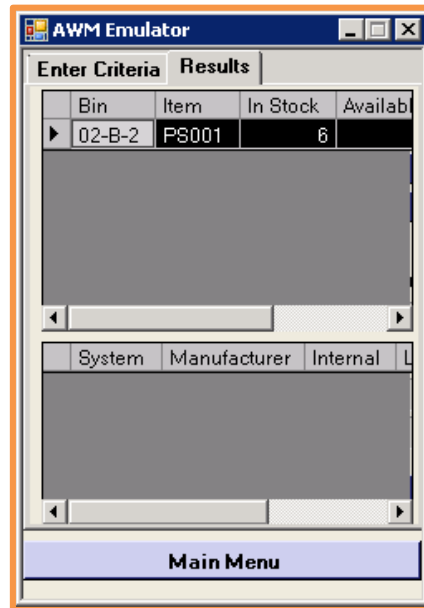 AWM Emulator
Enter Criteria Results
Bin Item In Stock Availabl
02-B-2 PS001 6
System Manufacturer Internal L
Main Menu